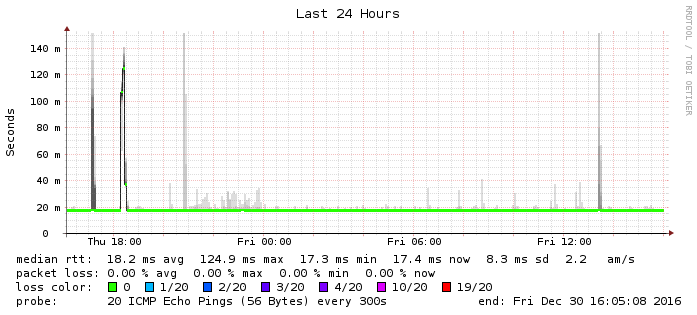 Last 24 Hours
RRDTOOL / TOBI OETIKER
Seconds
140 m
120 m
100 m
80 m
60 m
40 m
20 m
0
Thu 18:00 Fri 00:00 Fri 06:00 Fri 12:00
median rtt: 18.2 ms avg 124.9 ms max 17.3 ms min 17.4 ms now 8.3 ms sd 2.2 am/s
packet loss: 0.00 % avg 0.00 % max 0.00 % min 0.00 % now
loss color: 0 1/20 2/20 3/20 4/20 10/20 19/20
probe: 20 ICMP Echo Pings (56 Bytes) every 300s end: Fri Dec 30 16:05:08 2016